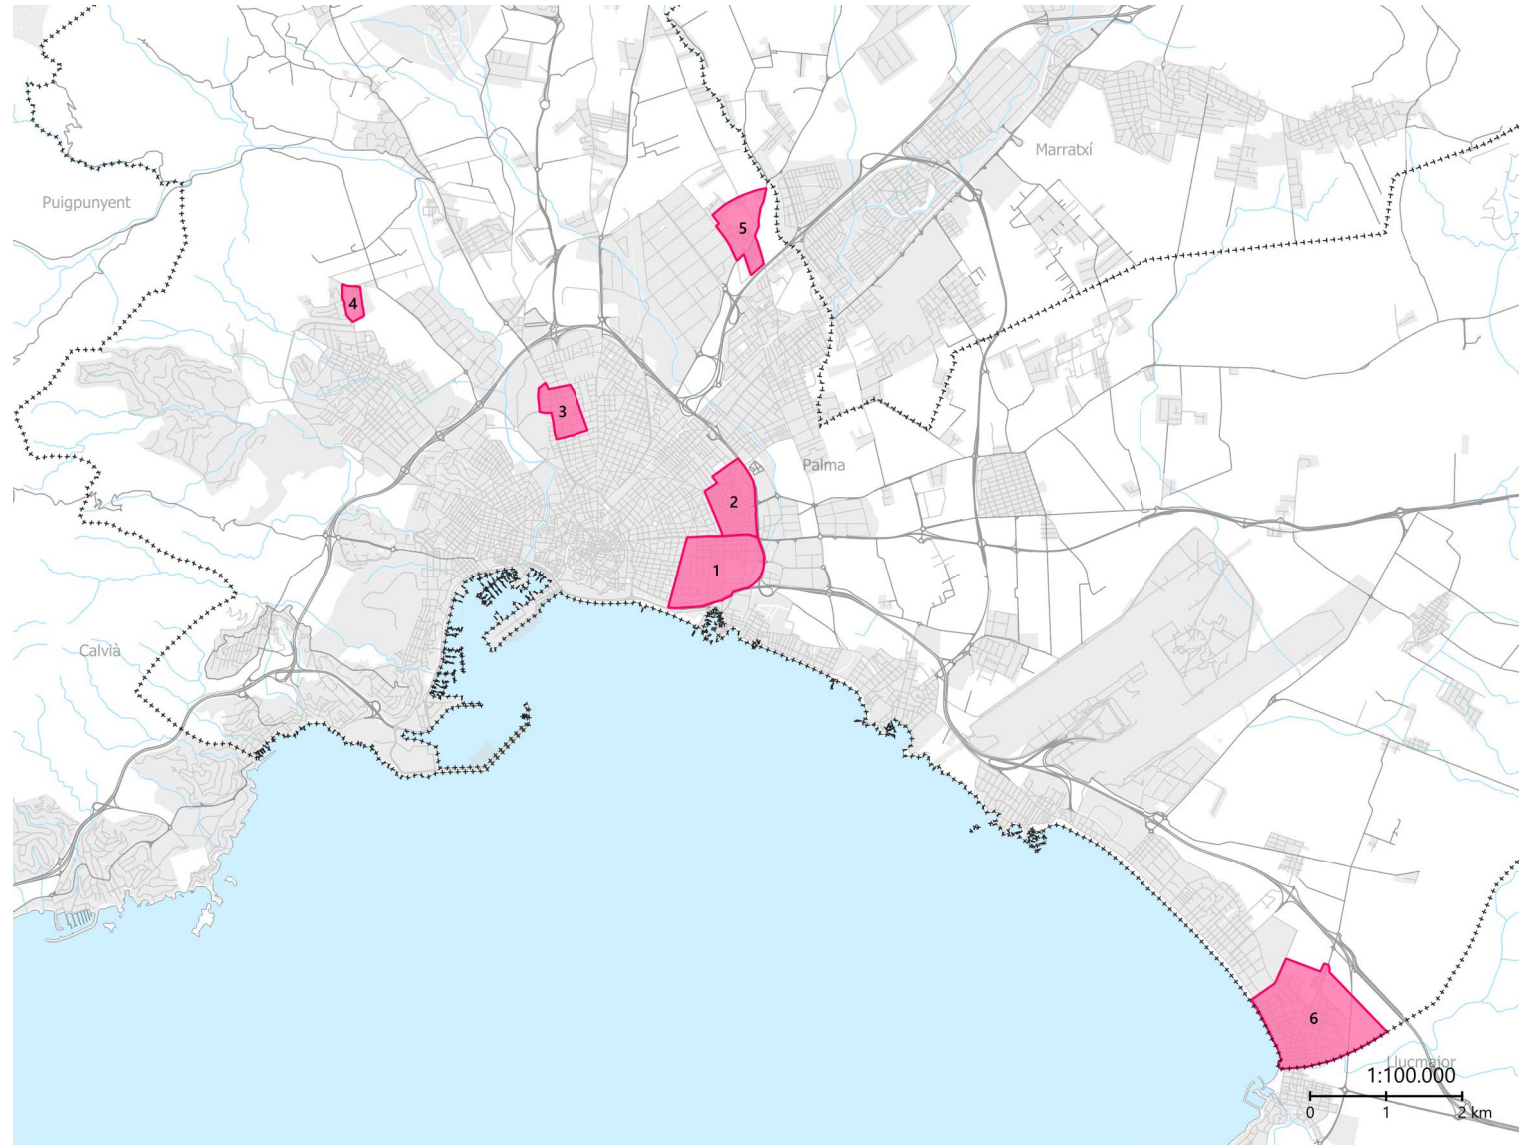 Marratxí
Puigpunyent
5
4
3
Palma
2
1
Calvià
6
Llucmajor
1:100.000
0 1 2 km